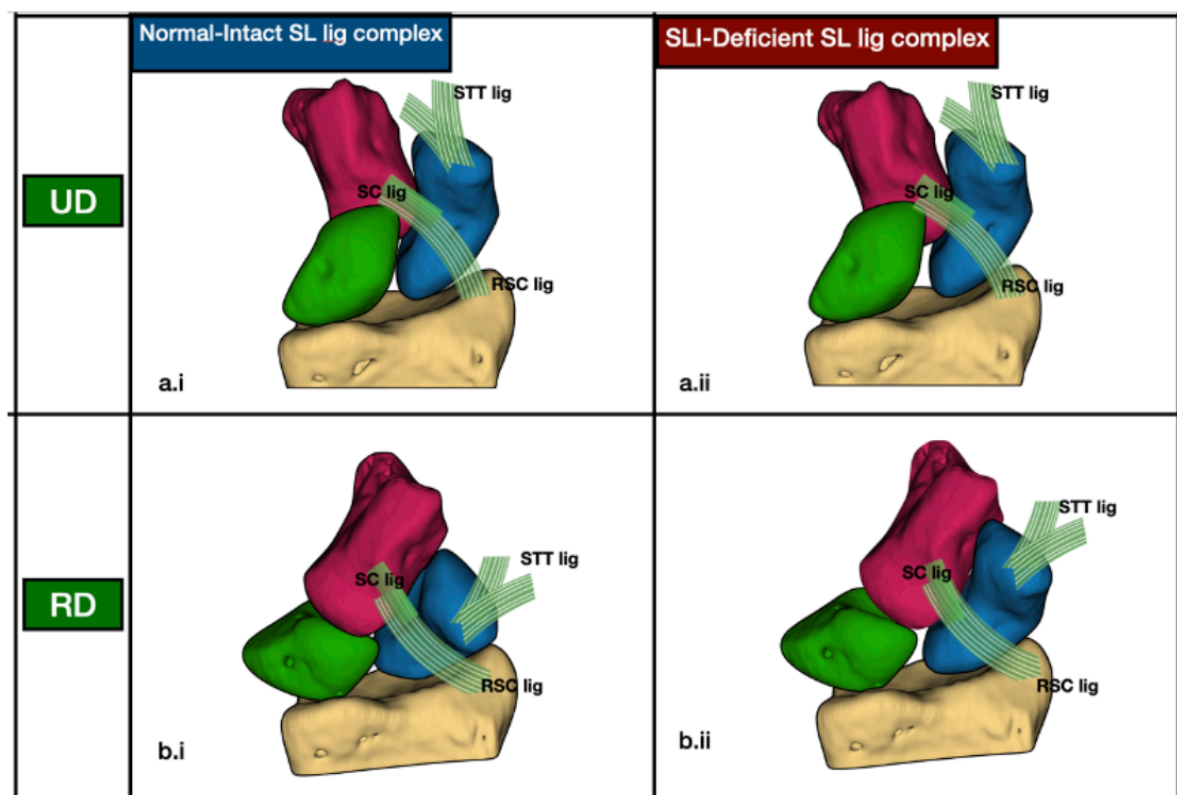 Normal-Intact SL lig complex
SLI-Deficient SL lig complex
UD
STT lig
SC lig
RSC lig
a.i
STT lig
SC lig
RSC lig
a.ii
RD
STT lig
SC lig
RSC lig
b.i
STT lig
SC lig
RSC lig
b.ii